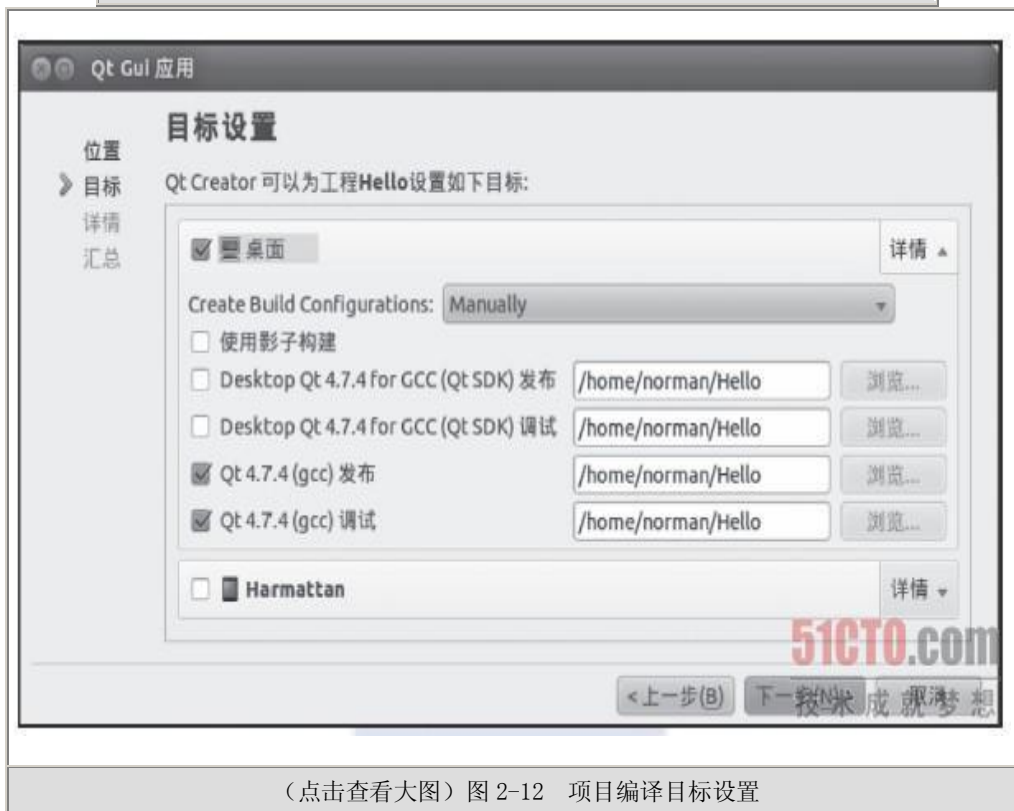 Qt Gui 应用
目标设置
位置
目标
详情
汇总
Qt Creator 可以为工程Hello设置如下目标:
桌面
详情
Create Build Configurations: Manually
使用影子构建
Desktop Qt 4.7.4 for GCC (Qt SDK) 发布 /home/norman/Hello 浏览...
Desktop Qt 4.7.4 for GCC (Qt SDK) 调试 /home/norman/Hello 浏览...
Qt 4.7.4 (gcc) 发布 /home/norman/Hello 浏览...
Qt 4.7.4 (gcc) 调试 /home/norman/Hello 浏览...
Harmattan
详情
51CTO.com
<上一步(B) 下一步(N)> 取消
技术成就梦想
(点击查看大图)图 2-12 项目编译目标设置